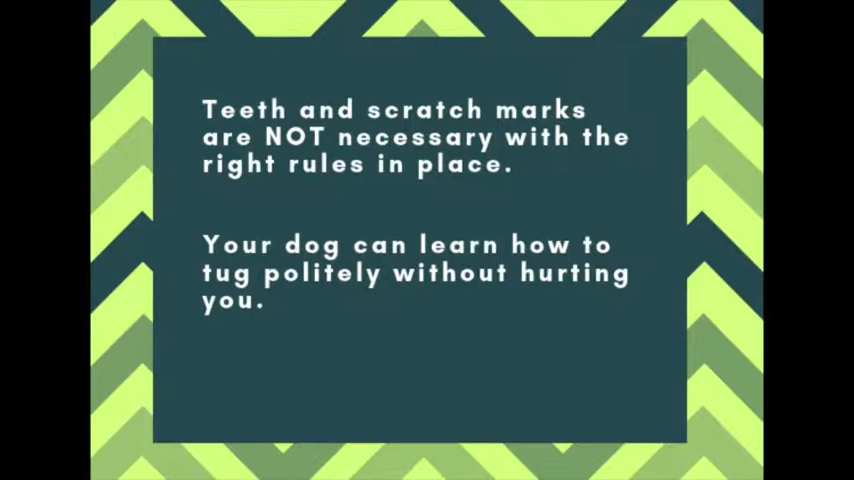 Teeth and scratch marks
are NOT necessary with the
right rules in place.
Your dog can learn how to
tug politely without hurting
you.